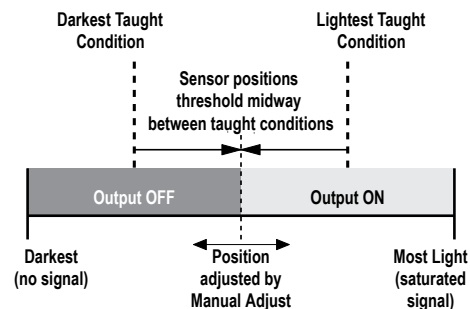 Darkest Taught
Condition
Lightest Taught
Condition
Sensor positions
threshold midway
between taught conditions
Output OFF
Output ON
Darkest
(no signal)
Position
adjusted by
Manual Adjust
Most Light
(saturated
signal)